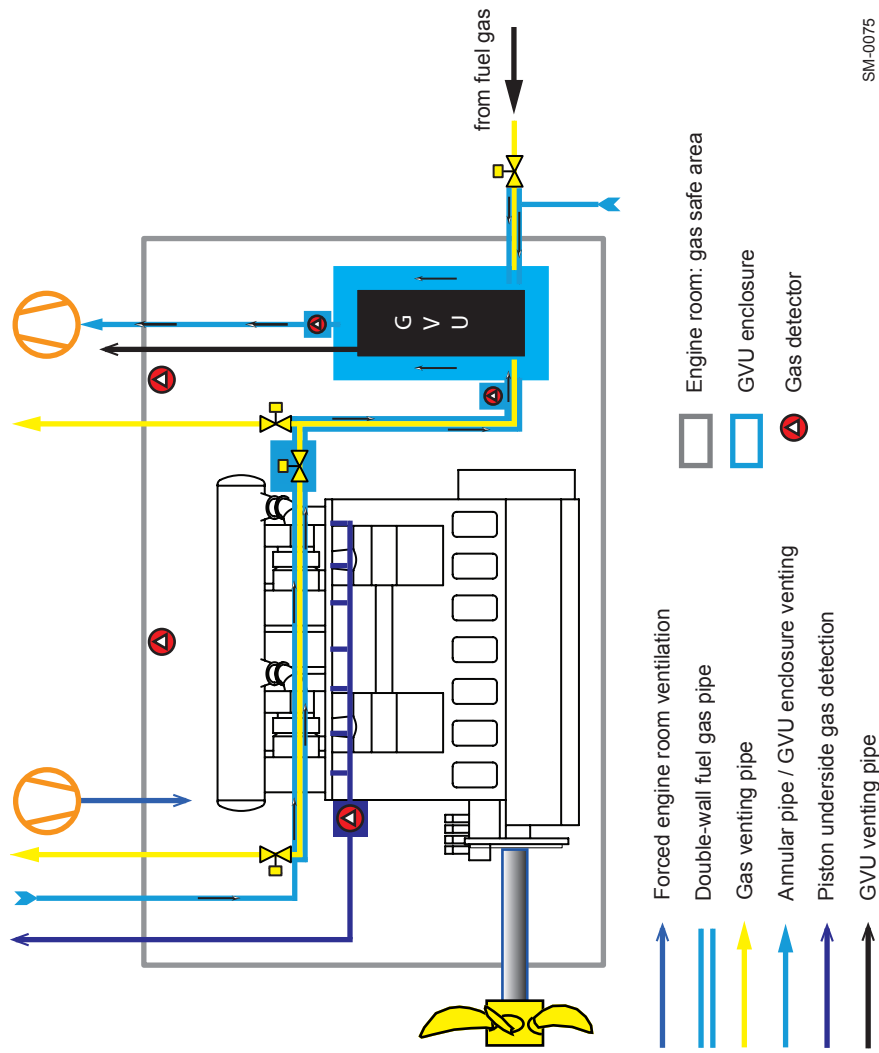 from fuel gas
G
V
U
Forced engine room ventilation
Double-wall fuel gas pipe
Gas venting pipe
Annular pipe / GVU enclosure venting
Piston underside gas detection
GVU venting pipe
Engine room: gas safe area
GVU enclosure
Gas detector
SM-0075